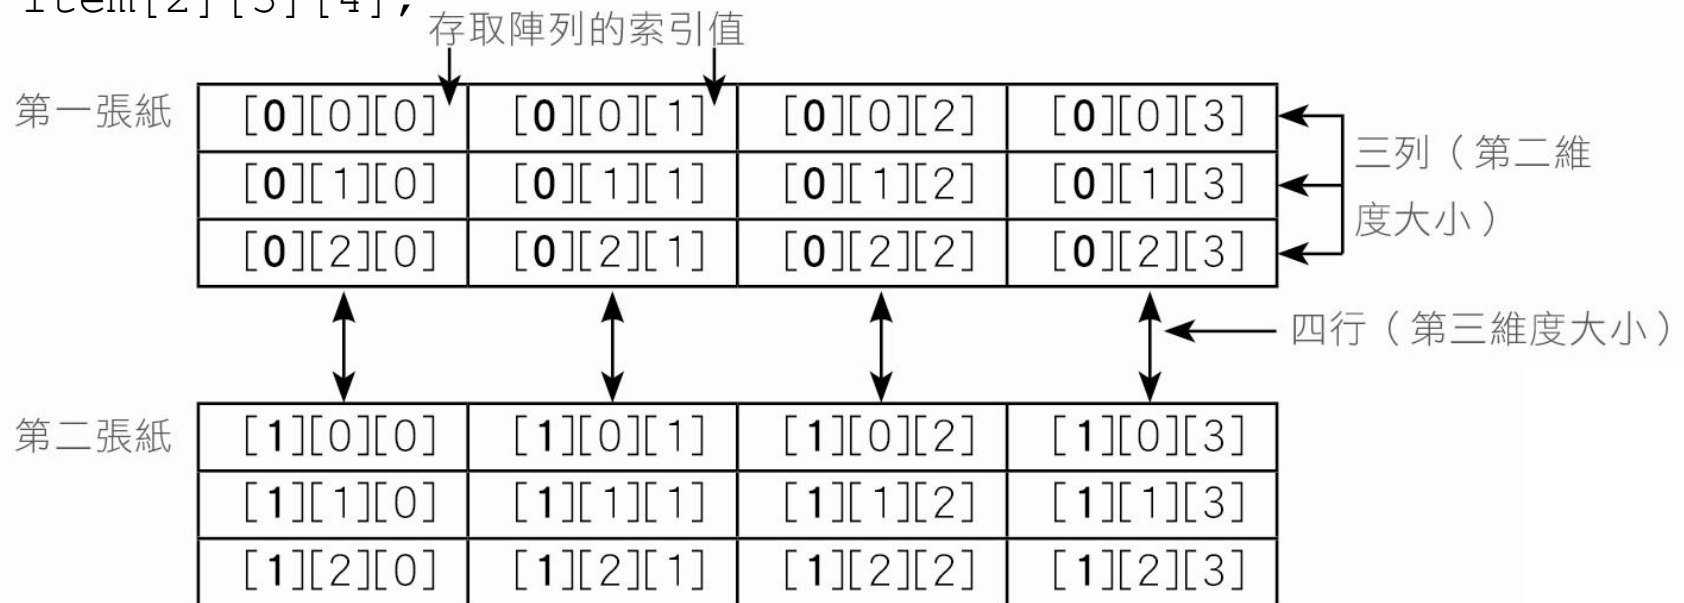 item[2][3][4];
存取陣列的索引值
第一張紙
[0][0][0] [0][0][1] [0][0][2] [0][0][3]
[0][1][0] [0][1][1] [0][1][2] [0][1][3]
[0][2][0] [0][2][1] [0][2][2] [0][2][3]
三列（第二維
度大小）
四行（第三維度大小）
第二張紙
[1][0][0] [1][0][1] [1][0][2] [1][0][3]
[1][1][0] [1][1][1] [1][1][2] [1][1][3]
[1][2][0] [1][2][1] [1][2][2] [1][2][3]